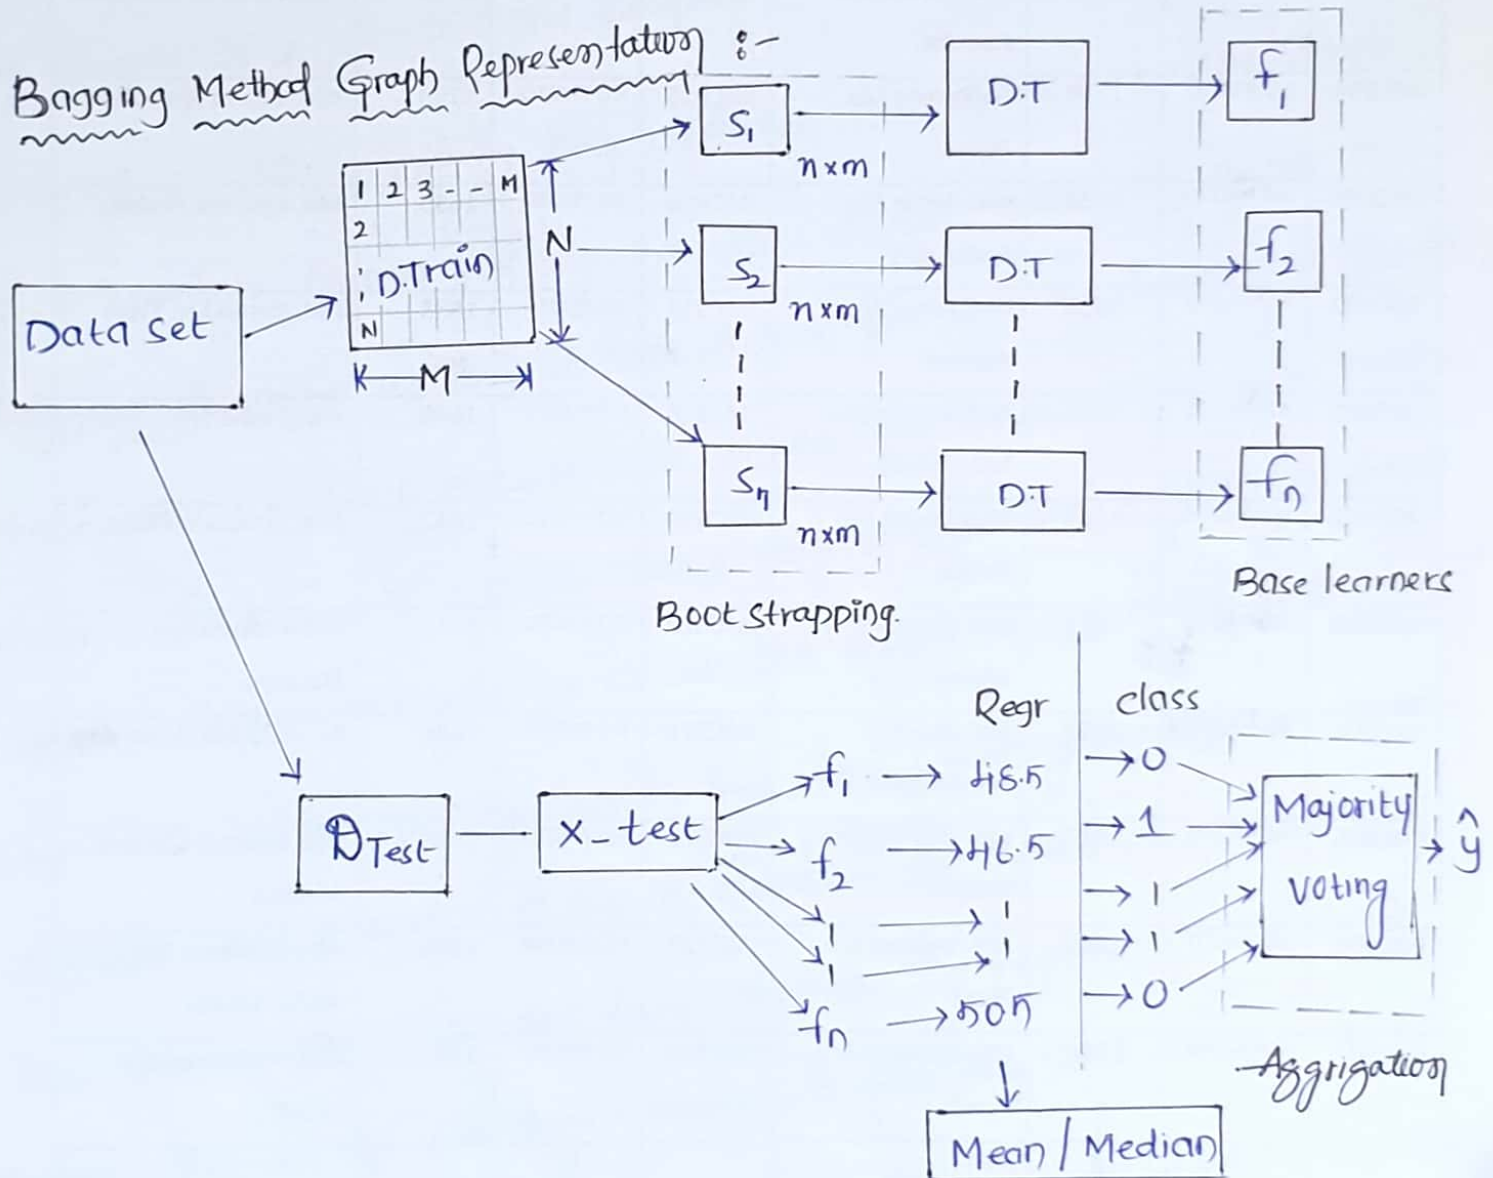 Bagging Method Graph Representation :-
Data set
1 2 3 - - M
2
D.Train
N
M
N
S1
n×m
D.T
f1
S2
n×m
D.T
f2
Sn
n×m
D.T
fn
Boot strapping.
Base learners
DTest
X_test
Regr
class
f1 → 48.5 → 0
f2 → 46.5 → 1
→ 1
→ 1
fn → → 0
Majority
voting
ŷ
Aggrigation
Mean / Median